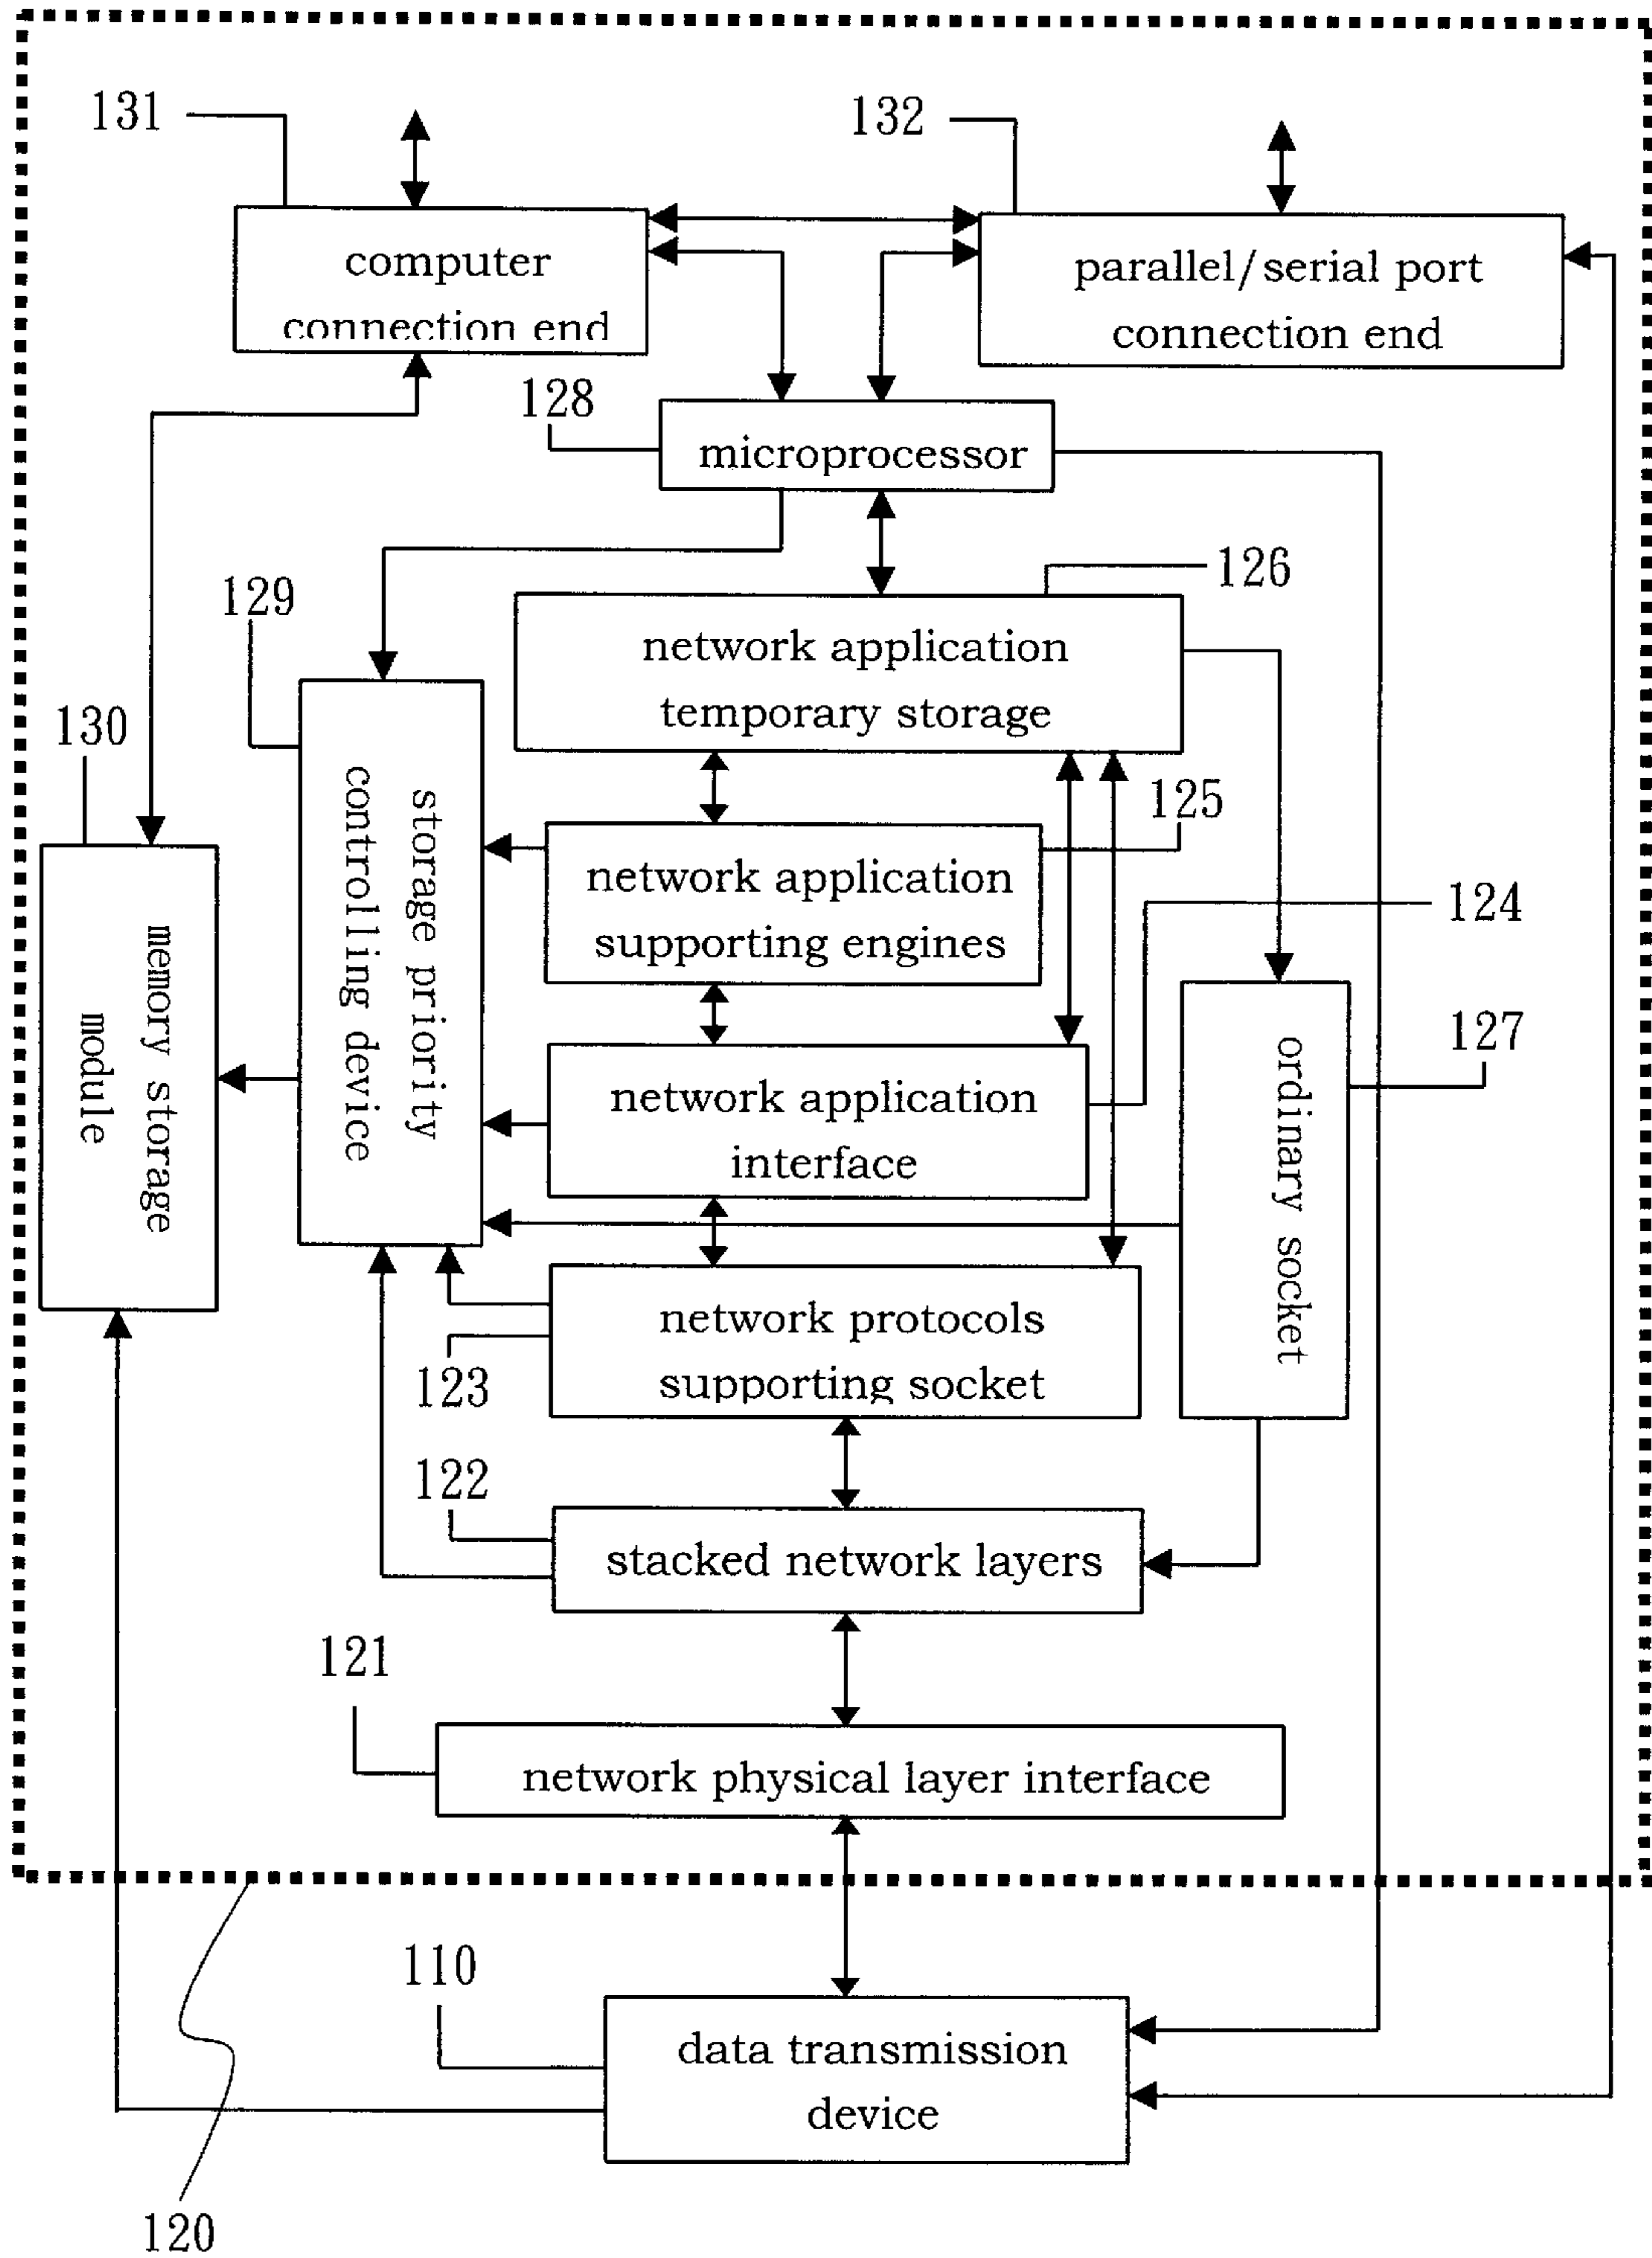 131
132
computer
connection end
parallel/serial port
connection end
128
microprocessor
126
129
network application
temporary storage
130
125
storage priority
controlling device
network application
supporting engines
124
memory storage
module
127
network application
interface
ordinary socket
network protocols
supporting socket
123
122
stacked network layers
121
network physical layer interface
110
data transmission
device
120